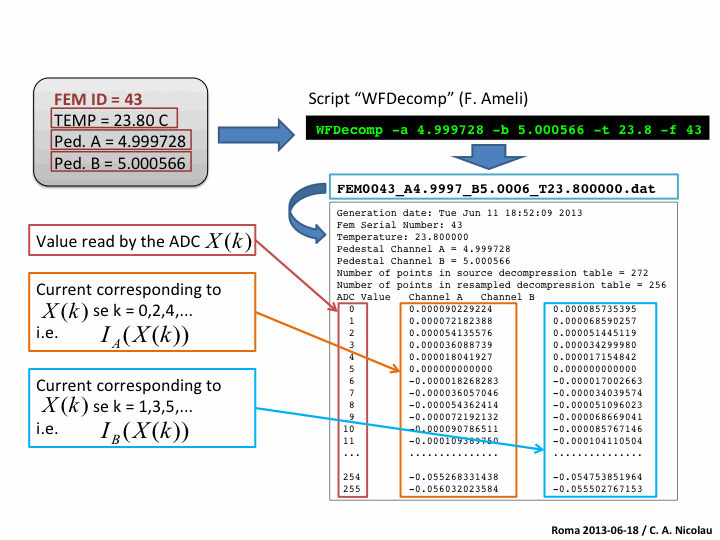 FEM ID = 43
TEMP = 23.80 C
Ped. A = 4.999728
Ped. B = 5.000566
Script “WFDecomp” (F. Ameli)
WFDecomp -a 4.999728 -b 5.000566 -t 23.8 -f 43
FEM0043_A4.9997_B5.0006_T23.800000.dat
Generation date: Tue Jun 11 18:52:09 2013
Fem Serial Number: 43
Temperature: 23.800000
Pedestal Channel A = 4.999728
Pedestal Channel B = 5.000566
Number of points in source decompression table = 272
Number of points in resampled decompression table = 256
ADC Value Channel A Channel B
0 0.000090229224 0.000085735395
1 0.000072182388 0.000068590257
2 0.000054135576 0.000051445119
3 0.000036088739 0.000034299980
4 0.000018041927 0.000017154842
5 0.000000000000 0.000000000000
6 -0.000018268283 -0.000017002663
7 -0.000036057046 -0.000034039574
8 -0.000054362414 -0.000051096023
9 -0.000072192132 -0.000068669041
10 -0.000090786511 -0.000085767146
11 -0.000109389750 -0.000104110504
... ............... ...............
254 -0.055268331438 -0.054753851964
255 -0.056032023584 -0.055502767153
Value read by the ADC X(k)
Current corresponding to
X(k) se k = 0,2,4,...
i.e. I_A(X(k))
Current corresponding to
X(k) se k = 1,3,5,...
i.e. I_B(X(k))
Roma 2013-06-18 / C. A. Nicolau